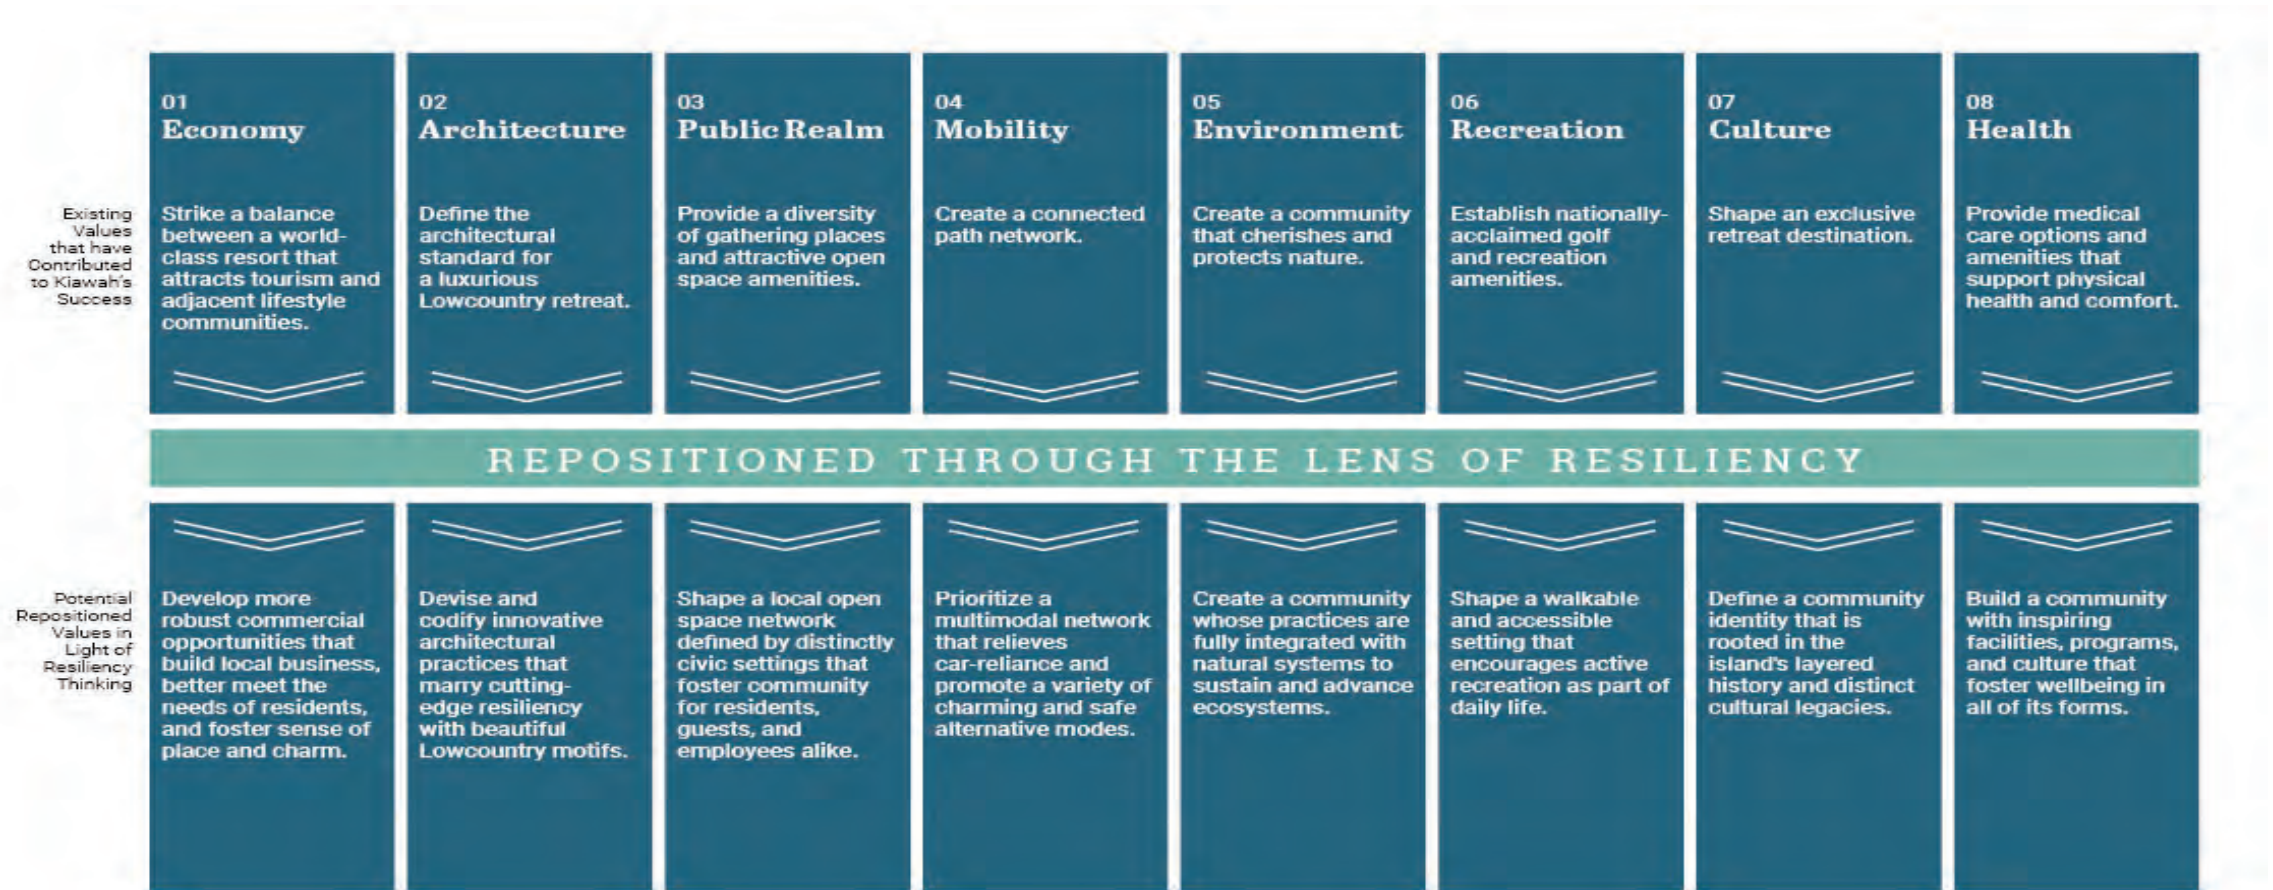 01
Economy
02
Architecture
03
Public Realm
04
Mobility
05
Environment
06
Recreation
07
Culture
08
Health
Existing
Values
that have
Contributed
to Kiawah's
Success
Strike a balance
between a world-
class resort that
attracts tourism and
adjacent lifestyle
communities.
Define the
architectural
standard for
a luxurious
Lowcountry retreat.
Provide a diversity
of gathering places
and attractive open
space amenities.
Create a connected
path network.
Create a community
that cherishes and
protects nature.
Establish nationally-
acclaimed golf
and recreation
amenities.
Shape an exclusive
retreat destination.
Provide medical
care options and
amenities that
support physical
health and comfort.
REPOSITIONED THROUGH THE LENS OF RESILIENCY
Potential
Repositioned
Values in
Light of
Resiliency
Thinking
Develop more
robust commercial
opportunities that
build local business,
better meet the
needs of residents,
and foster sense of
place and charm.
Devise and
codify innovative
architectural
practices that
marry cutting-
edge resiliency
with beautiful
Lowcountry motifs.
Shape a local open
space network
defined by distinctly
civic settings that
foster community
for residents,
guests, and
employees alike.
Prioritize a
multimodal network
that relieves
car-reliance and
promote a variety of
charming and safe
alternative modes.
Create a community
whose practices are
fully integrated with
natural systems to
sustain and advance
ecosystems.
Shape a walkable
and accessible
setting that
encourages active
recreation as part of
daily life.
Define a community
identity that is
rooted in the
island's layered
history and distinct
cultural legacies.
Build a community
with inspiring
facilities, programs,
and culture that
foster wellbeing in
all of its forms.